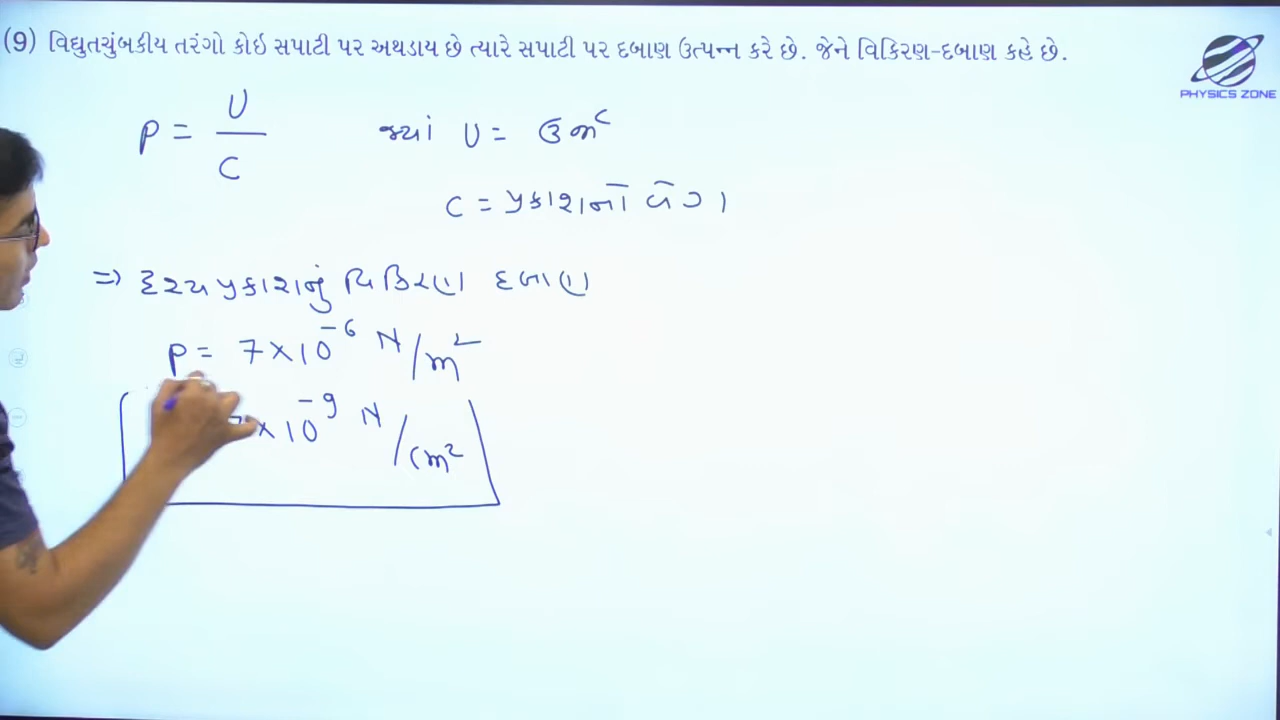 (9) વિદ્યુતચુંબકીય તરંગો કોઇ સપાટી પર અથડાય છે ત્યારે સપાટી પર દબાણ ઉત્પન્ન કરે છે. જેને વિકિરણ-દબાણ કહે છે.
PHYSICS ZONE
P = U / C જ્યાં U = ઉર્જા
C = પ્રકાશનો વેગ ।
⇒ દૃશ્ય પ્રકાશનું વિકિરણ દબાણ
P = 7 × 10⁻⁶ N/m²
7 × 10⁻⁹ N/cm²